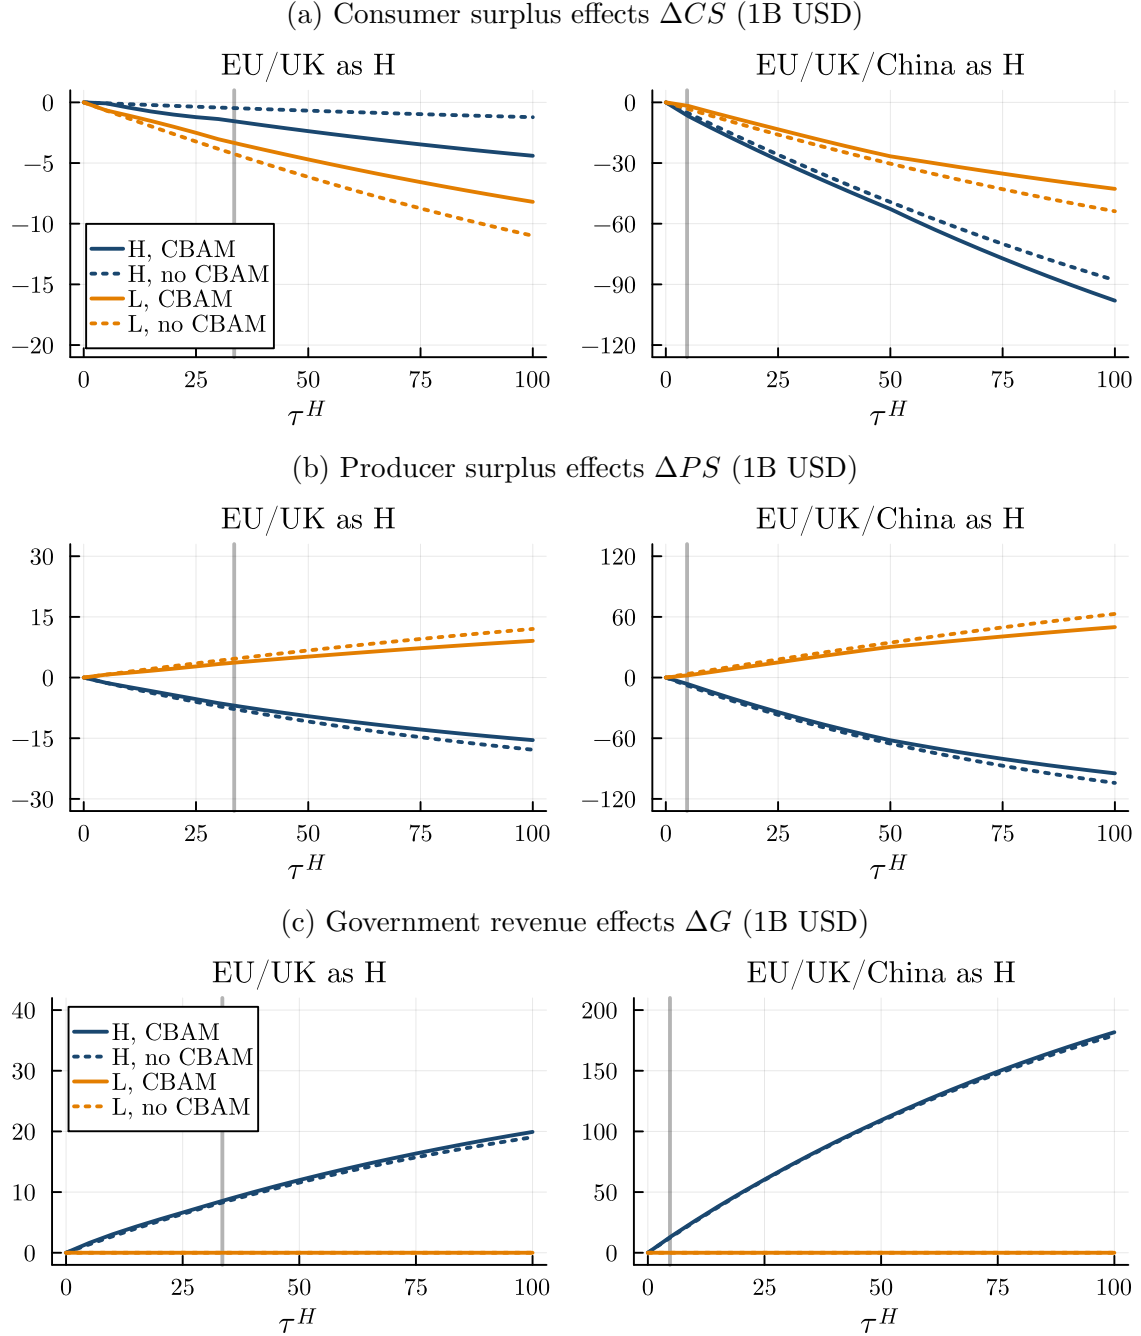 (a) Consumer surplus effects ΔCS (1B USD)
EU/UK as H
EU/UK/China as H
0
−5
−10
−15
−20
H, CBAM
H, no CBAM
L, CBAM
L, no CBAM
0 25 50 75 100
τ^H
0
−30
−60
−90
−120
0 25 50 75 100
τ^H
(b) Producer surplus effects ΔPS (1B USD)
EU/UK as H
EU/UK/China as H
30
15
0
−15
−30
0 25 50 75 100
τ^H
120
60
0
−60
−120
0 25 50 75 100
τ^H
(c) Government revenue effects ΔG (1B USD)
EU/UK as H
EU/UK/China as H
40
30
20
10
0
H, CBAM
H, no CBAM
L, CBAM
L, no CBAM
0 25 50 75 100
τ^H
200
150
100
50
0
0 25 50 75 100
τ^H